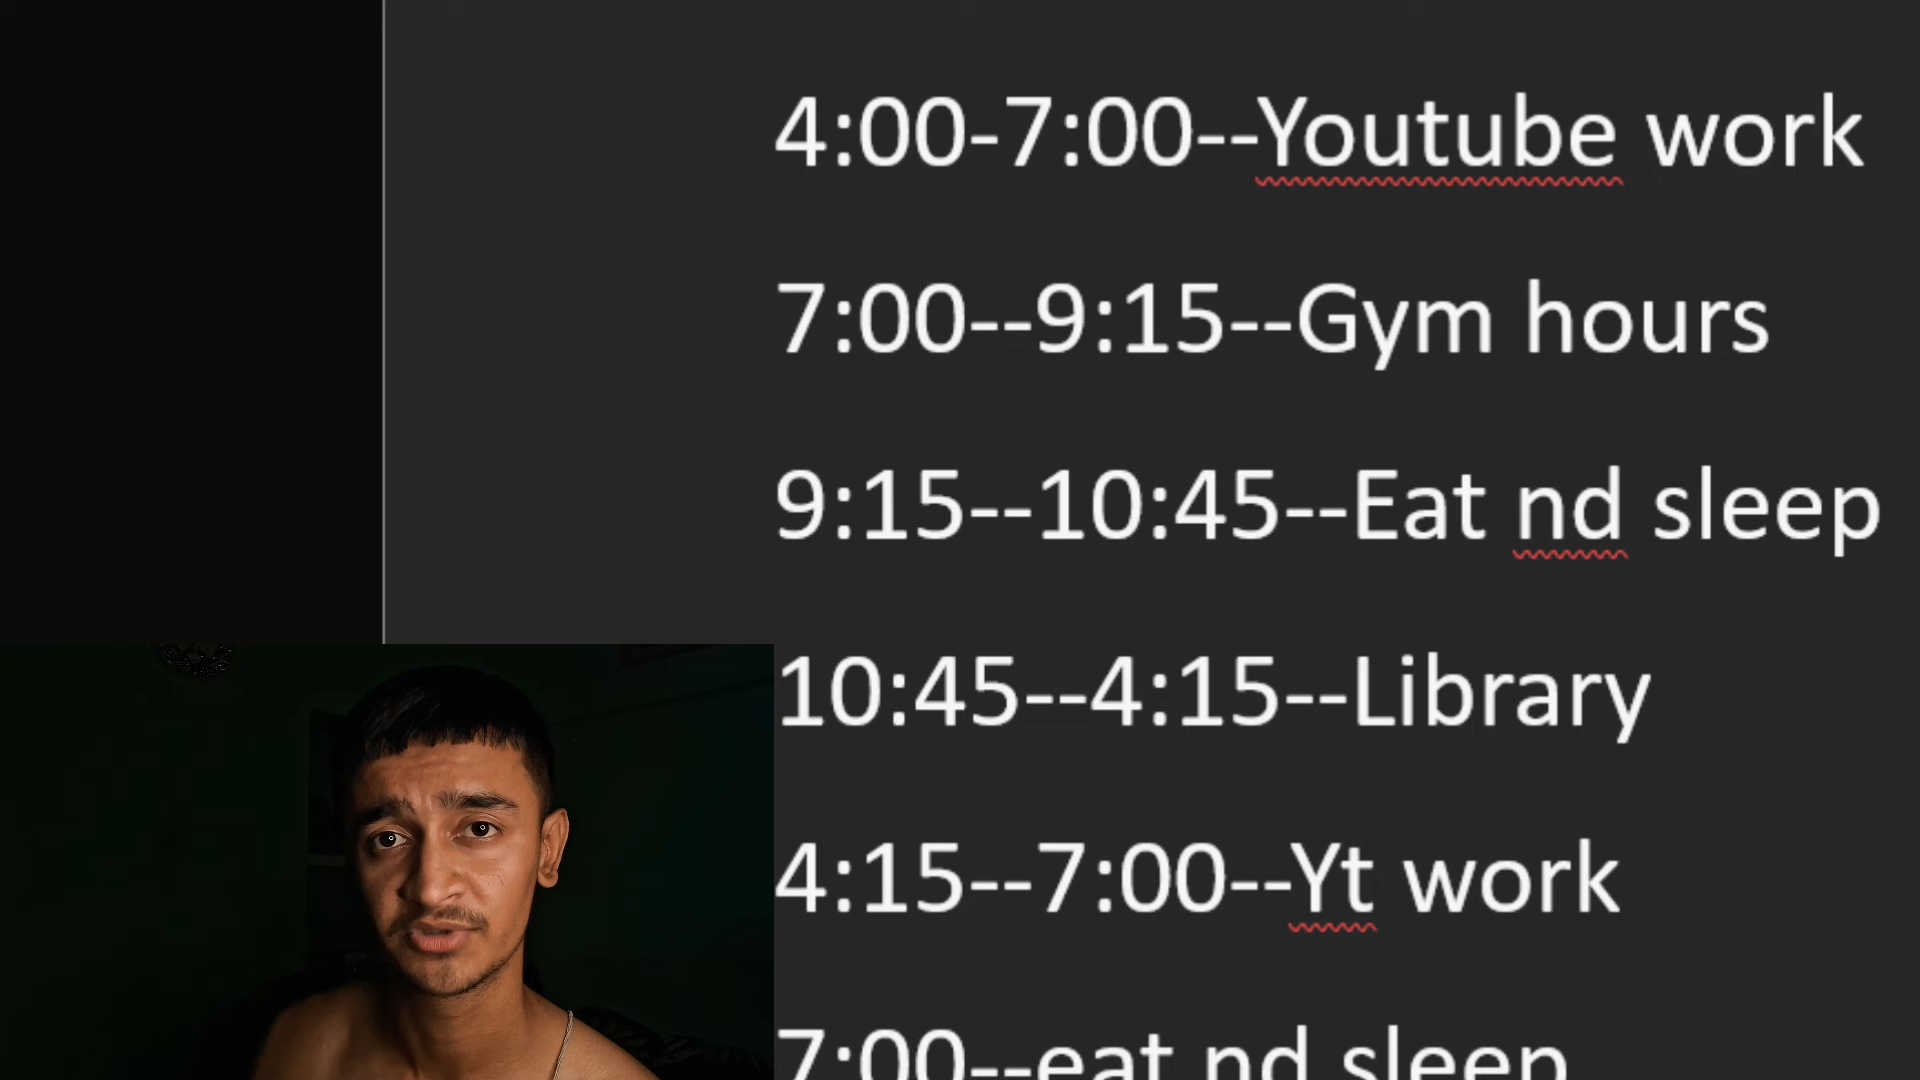 4:00-7:00--Youtube work
7:00--9:15--Gym hours
9:15--10:45--Eat nd sleep
10:45--4:15--Library
4:15--7:00--Yt work
7:00--eat nd sleep